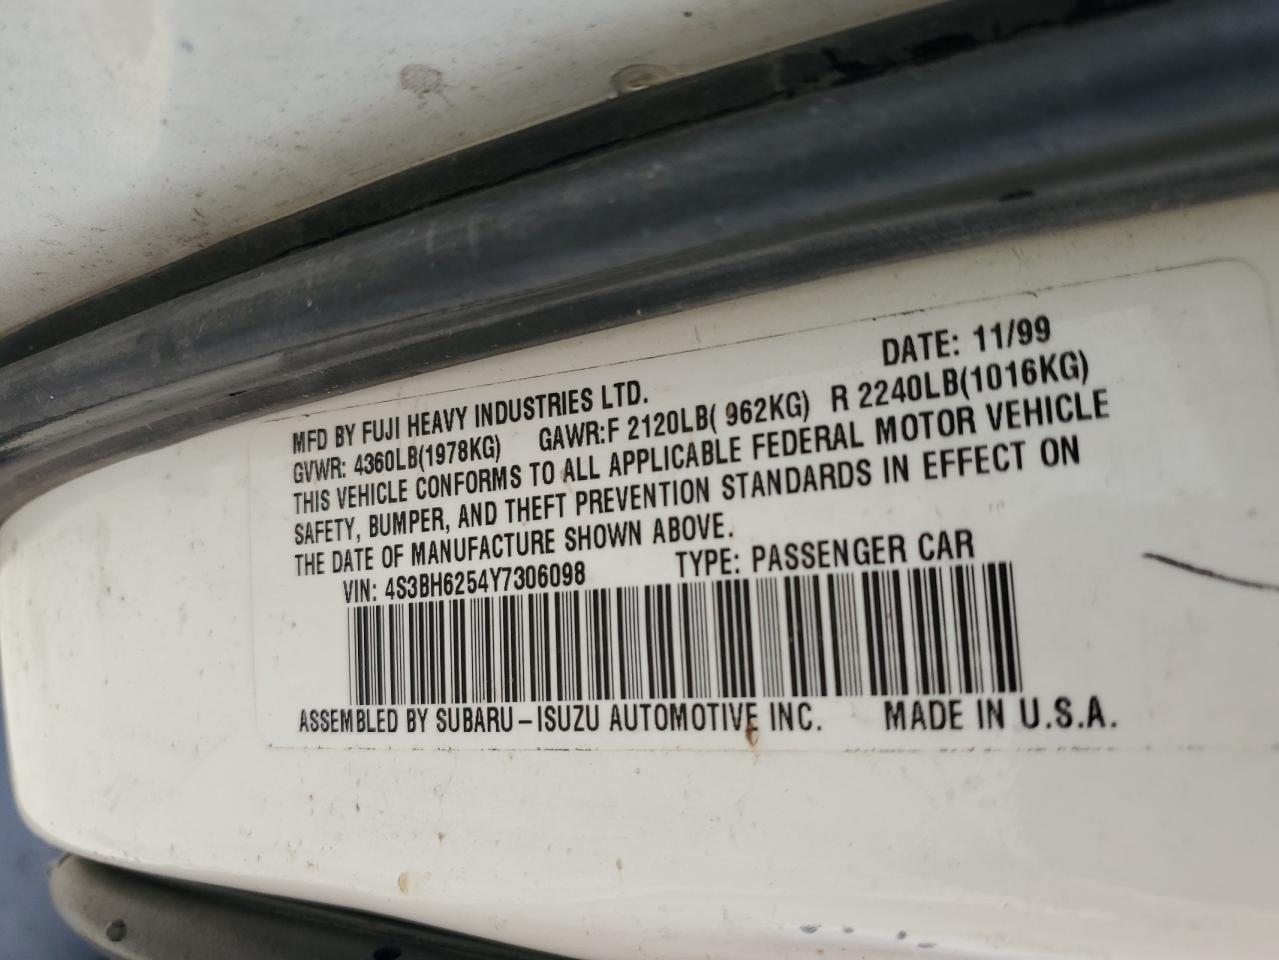 DATE: 11/99
MFD BY FUJI HEAVY INDUSTRIES LTD.
GVWR: 4360LB(1978KG) GAWR:F 2120LB( 962KG) R 2240LB(1016KG)
THIS VEHICLE CONFORMS TO ALL APPLICABLE FEDERAL MOTOR VEHICLE
SAFETY, BUMPER, AND THEFT PREVENTION STANDARDS IN EFFECT ON
THE DATE OF MANUFACTURE SHOWN ABOVE.
VIN: 4S3BH6254Y7306098 TYPE: PASSENGER CAR
ASSEMBLED BY SUBARU-ISUZU AUTOMOTIVE INC. MADE IN U.S.A.